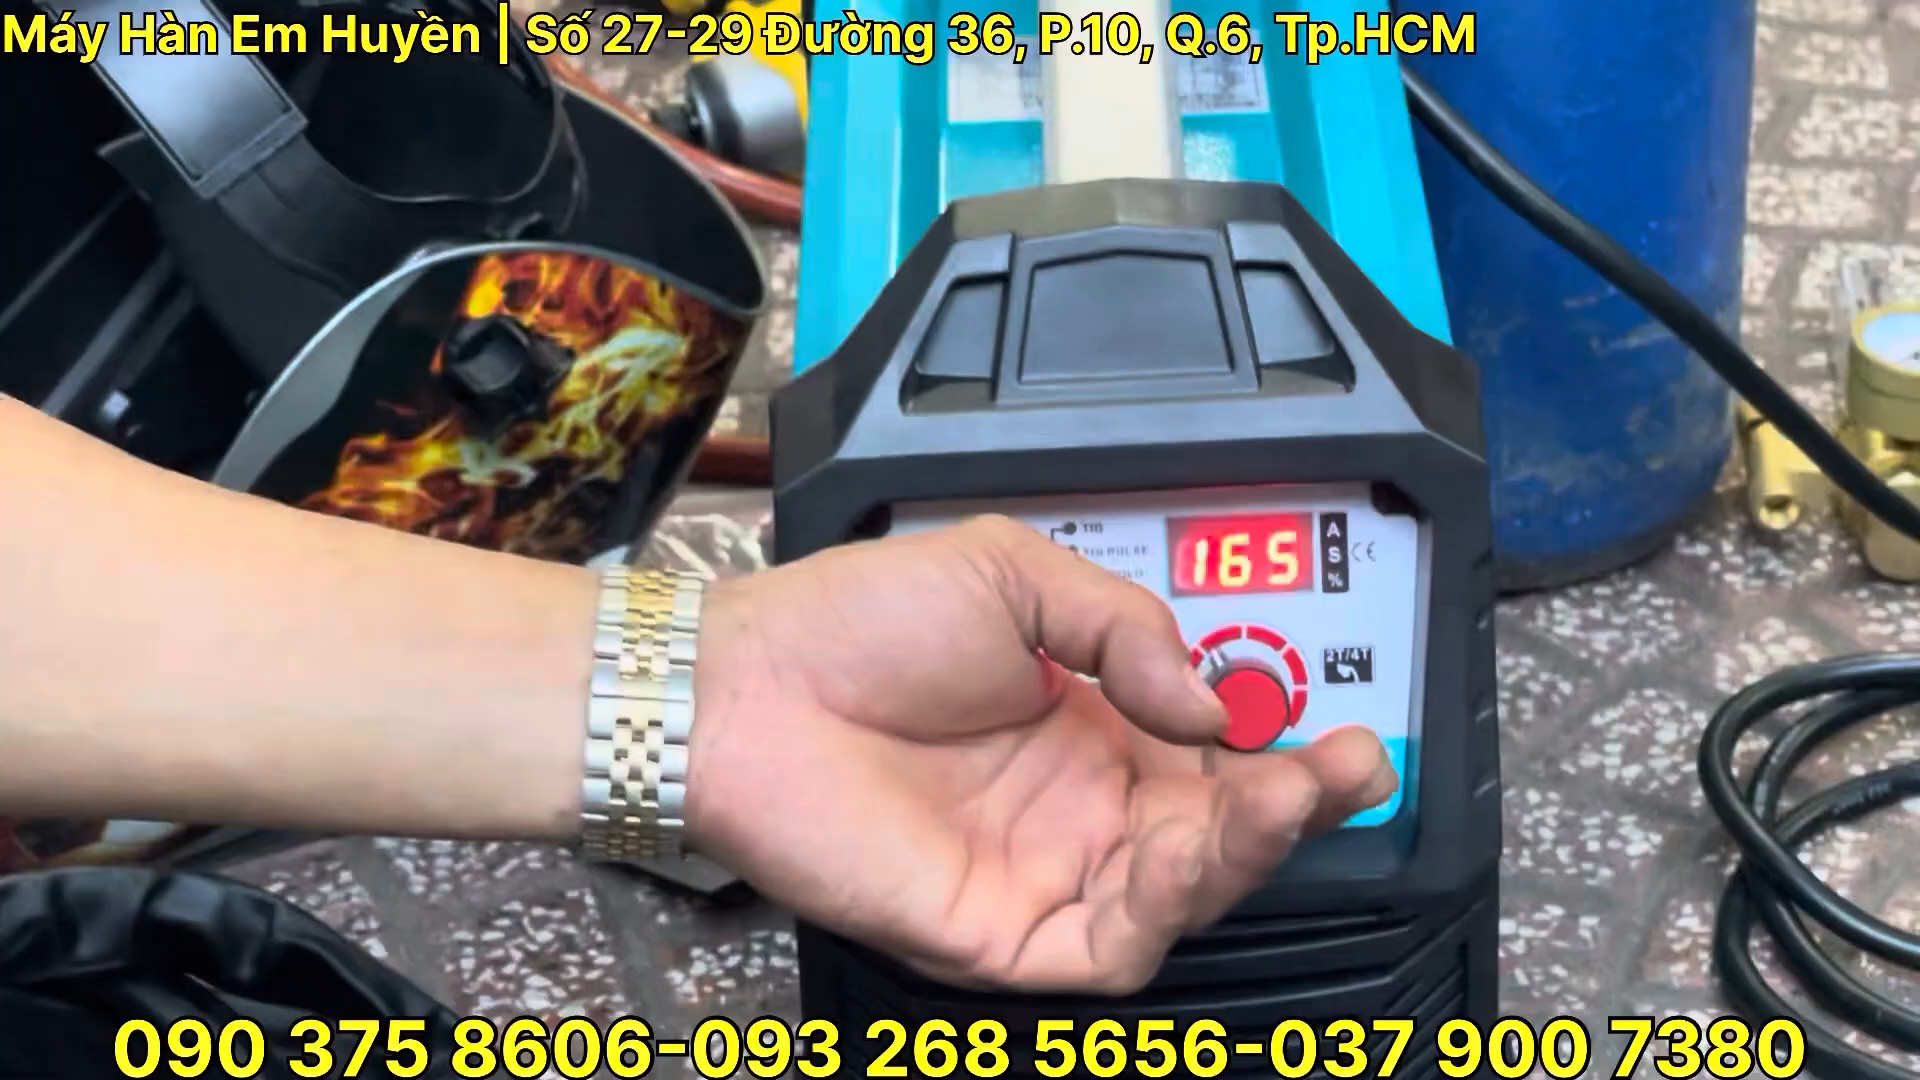 Máy Hàn Em Huyền | Số 27-29 Đường 36, P.10, Q.6, Tp.HCM
TIG
165
A
S
%
CE
2T/4T
090 375 8606-093 268 5656-037 900 7380